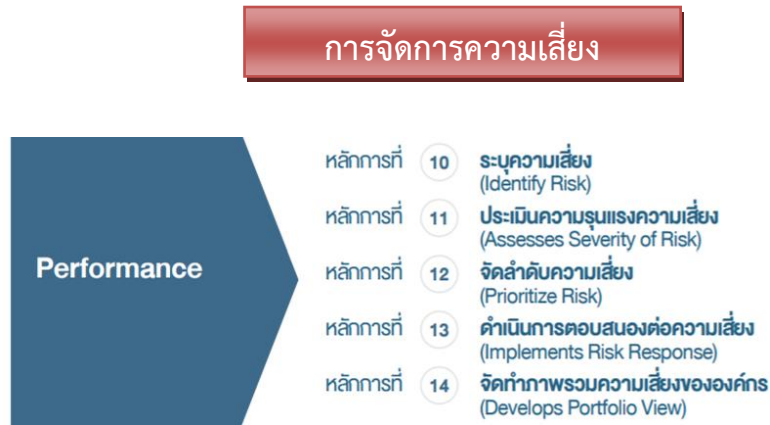 การจัดการความเสี่ยง
Performance
หลักการที่ 10 ระบุความเสี่ยง
(Identify Risk)
หลักการที่ 11 ประเมินความรุนแรงความเสี่ยง
(Assesses Severity of Risk)
หลักการที่ 12 จัดลำดับความเสี่ยง
(Prioritize Risk)
หลักการที่ 13 ดำเนินการตอบสนองต่อความเสี่ยง
(Implements Risk Response)
หลักการที่ 14 จัดทำภาพรวมความเสี่ยงขององค์กร
(Develops Portfolio View)